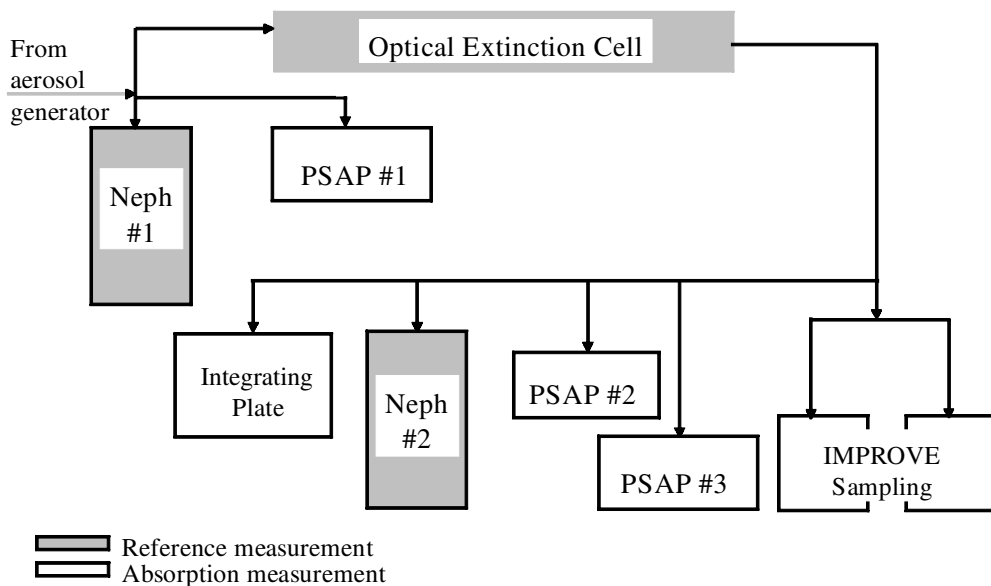 Optical Extinction Cell
From
aerosol
generator
Neph
#1
PSAP #1
Integrating
Plate
Neph
#2
PSAP #2
PSAP #3
IMPROVE
Sampling
Reference measurement
Absorption measurement